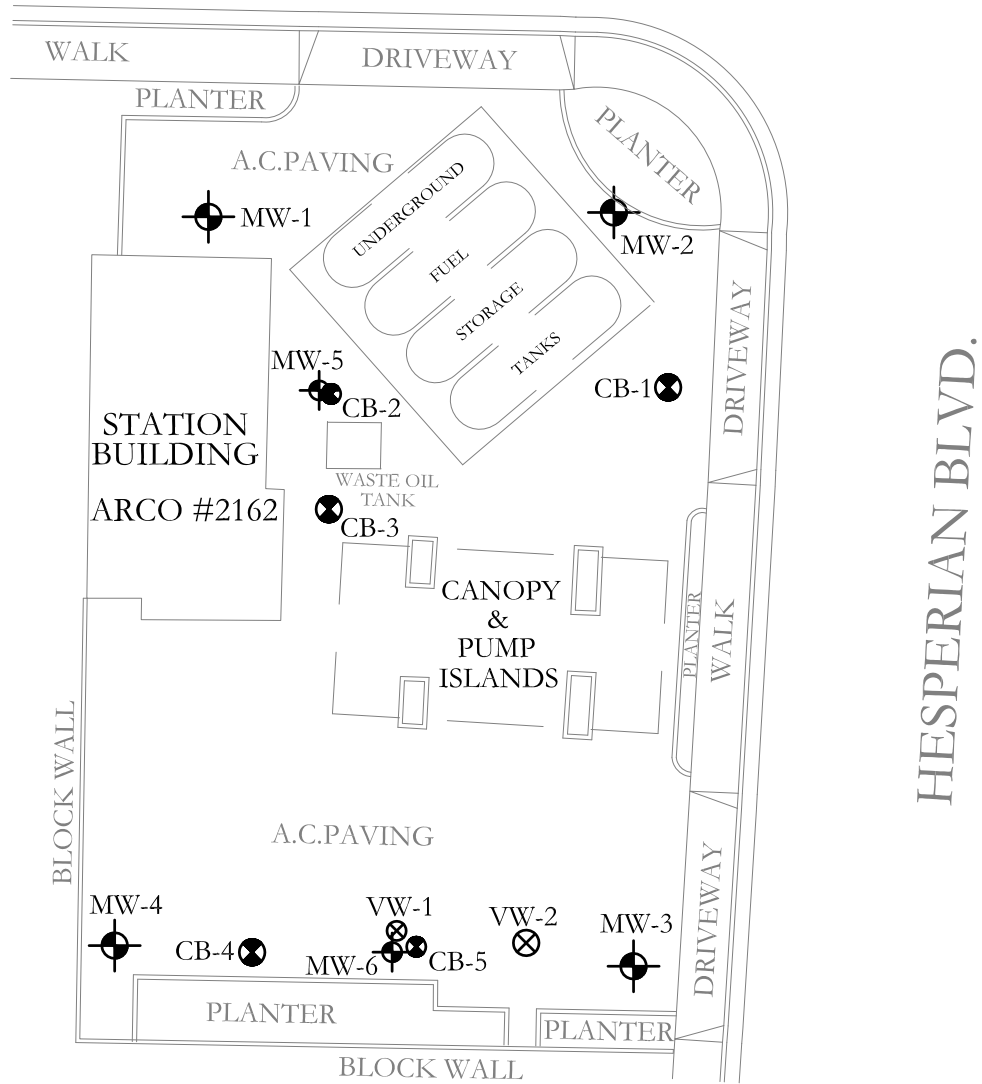 WALK
DRIVEWAY
PLANTER
PLANTER
A.C.PAVING
UNDERGROUND
FUEL
STORAGE
TANKS
MW-1
MW-2
DRIVEWAY
MW-5
CB-2
CB-1
STATION
BUILDING
ARCO #2162
WASTE OIL
TANK
CB-3
CANOPY
&
PUMP
ISLANDS
PLANTER
WALK
HESPERIAN BLVD.
BLOCK WALL
A.C.PAVING
DRIVEWAY
MW-4
VW-1
VW-2
MW-3
CB-4
MW-6
CB-5
PLANTER
PLANTER
BLOCK WALL